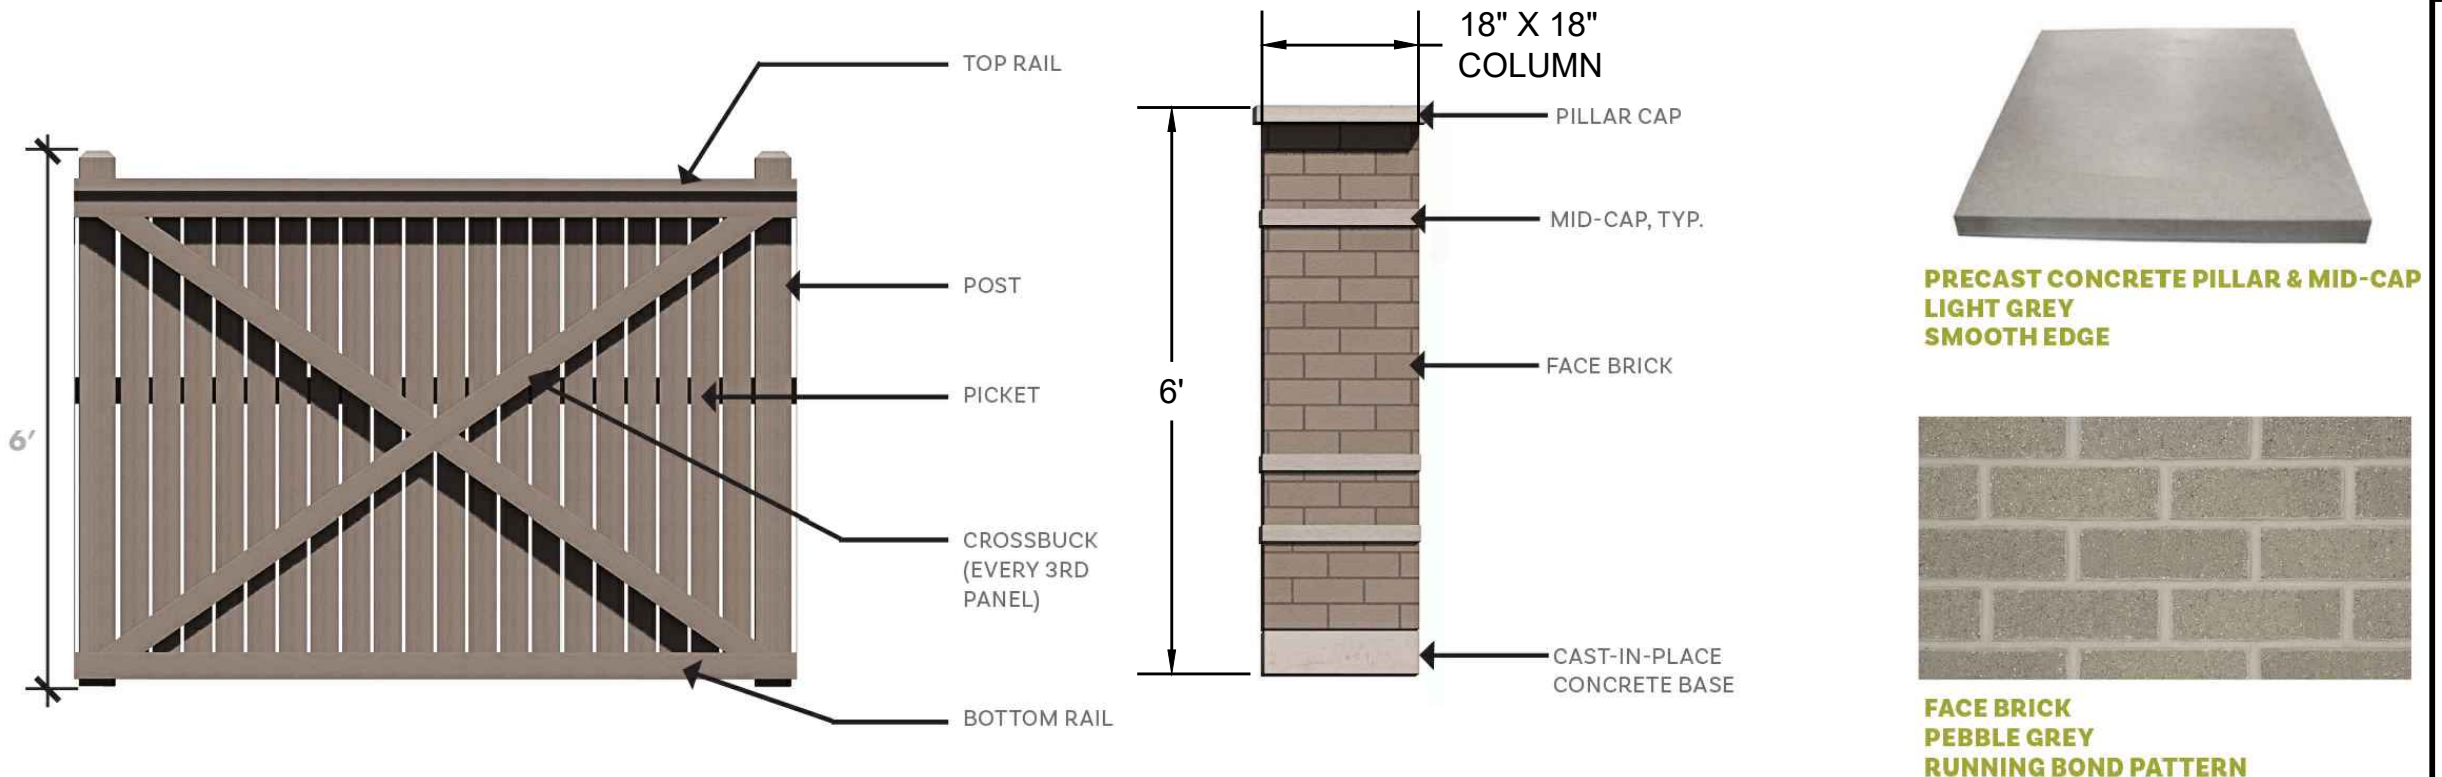 6'
TOP RAIL
POST
PICKET
CROSSBUCK
(EVERY 3RD
PANEL)
BOTTOM RAIL
18" X 18"
COLUMN
6'
PILLAR CAP
MID-CAP, TYP.
FACE BRICK
CAST-IN-PLACE
CONCRETE BASE
PRECAST CONCRETE PILLAR & MID-CAP
LIGHT GREY
SMOOTH EDGE
FACE BRICK
PEBBLE GREY
RUNNING BOND PATTERN